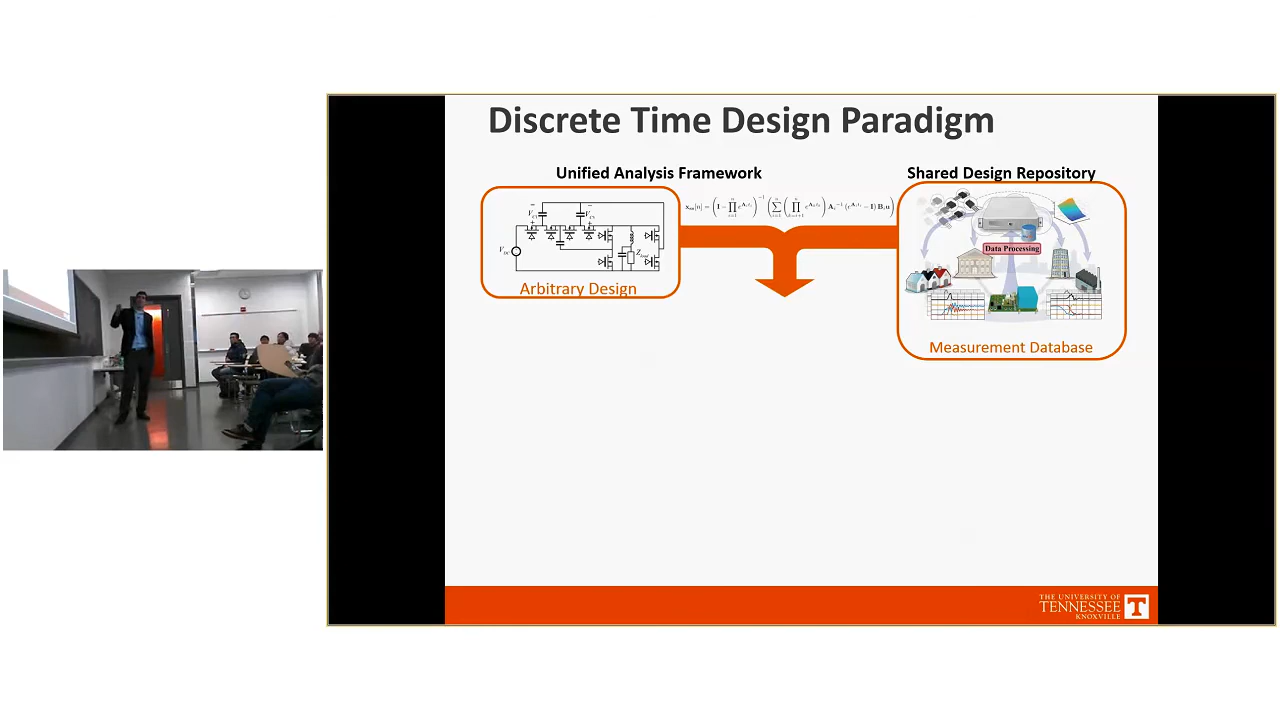 Discrete Time Design Paradigm
Unified Analysis Framework
Shared Design Repository
Data Processing
Arbitrary Design
Measurement Database
THE UNIVERSITY OF
TENNESSEE
KNOXVILLE
T